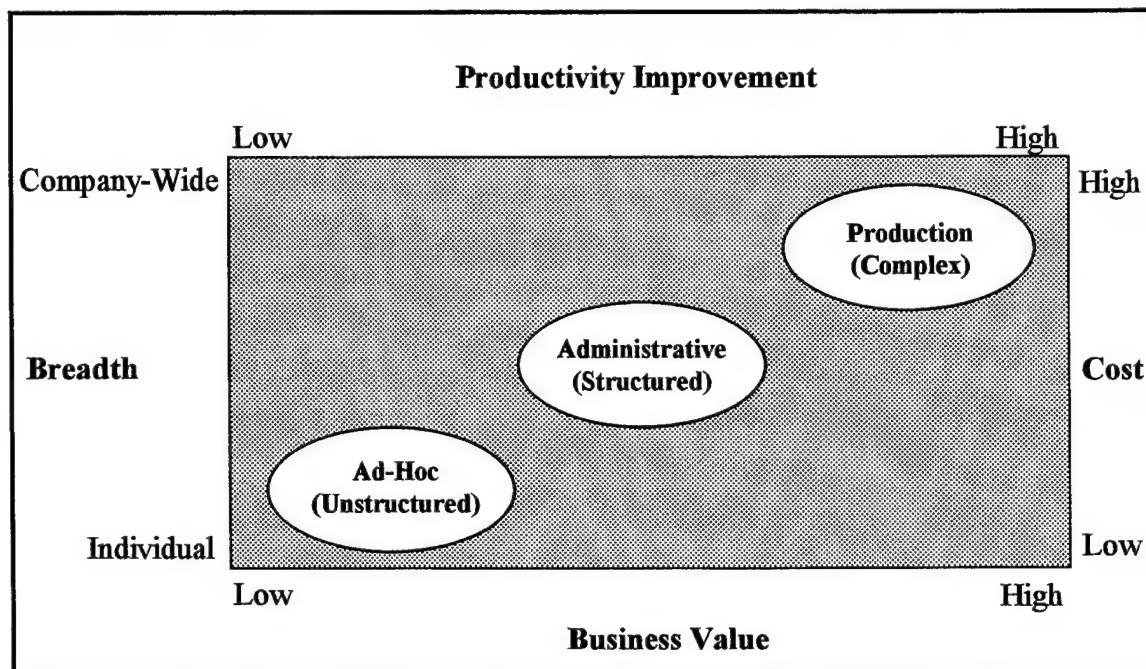 Productivity Improvement
Low High
Company-Wide High
Production
(Complex)
Administrative
(Structured)
Breadth Cost
Ad-Hoc
(Unstructured)
Individual Low
Low High
Business Value